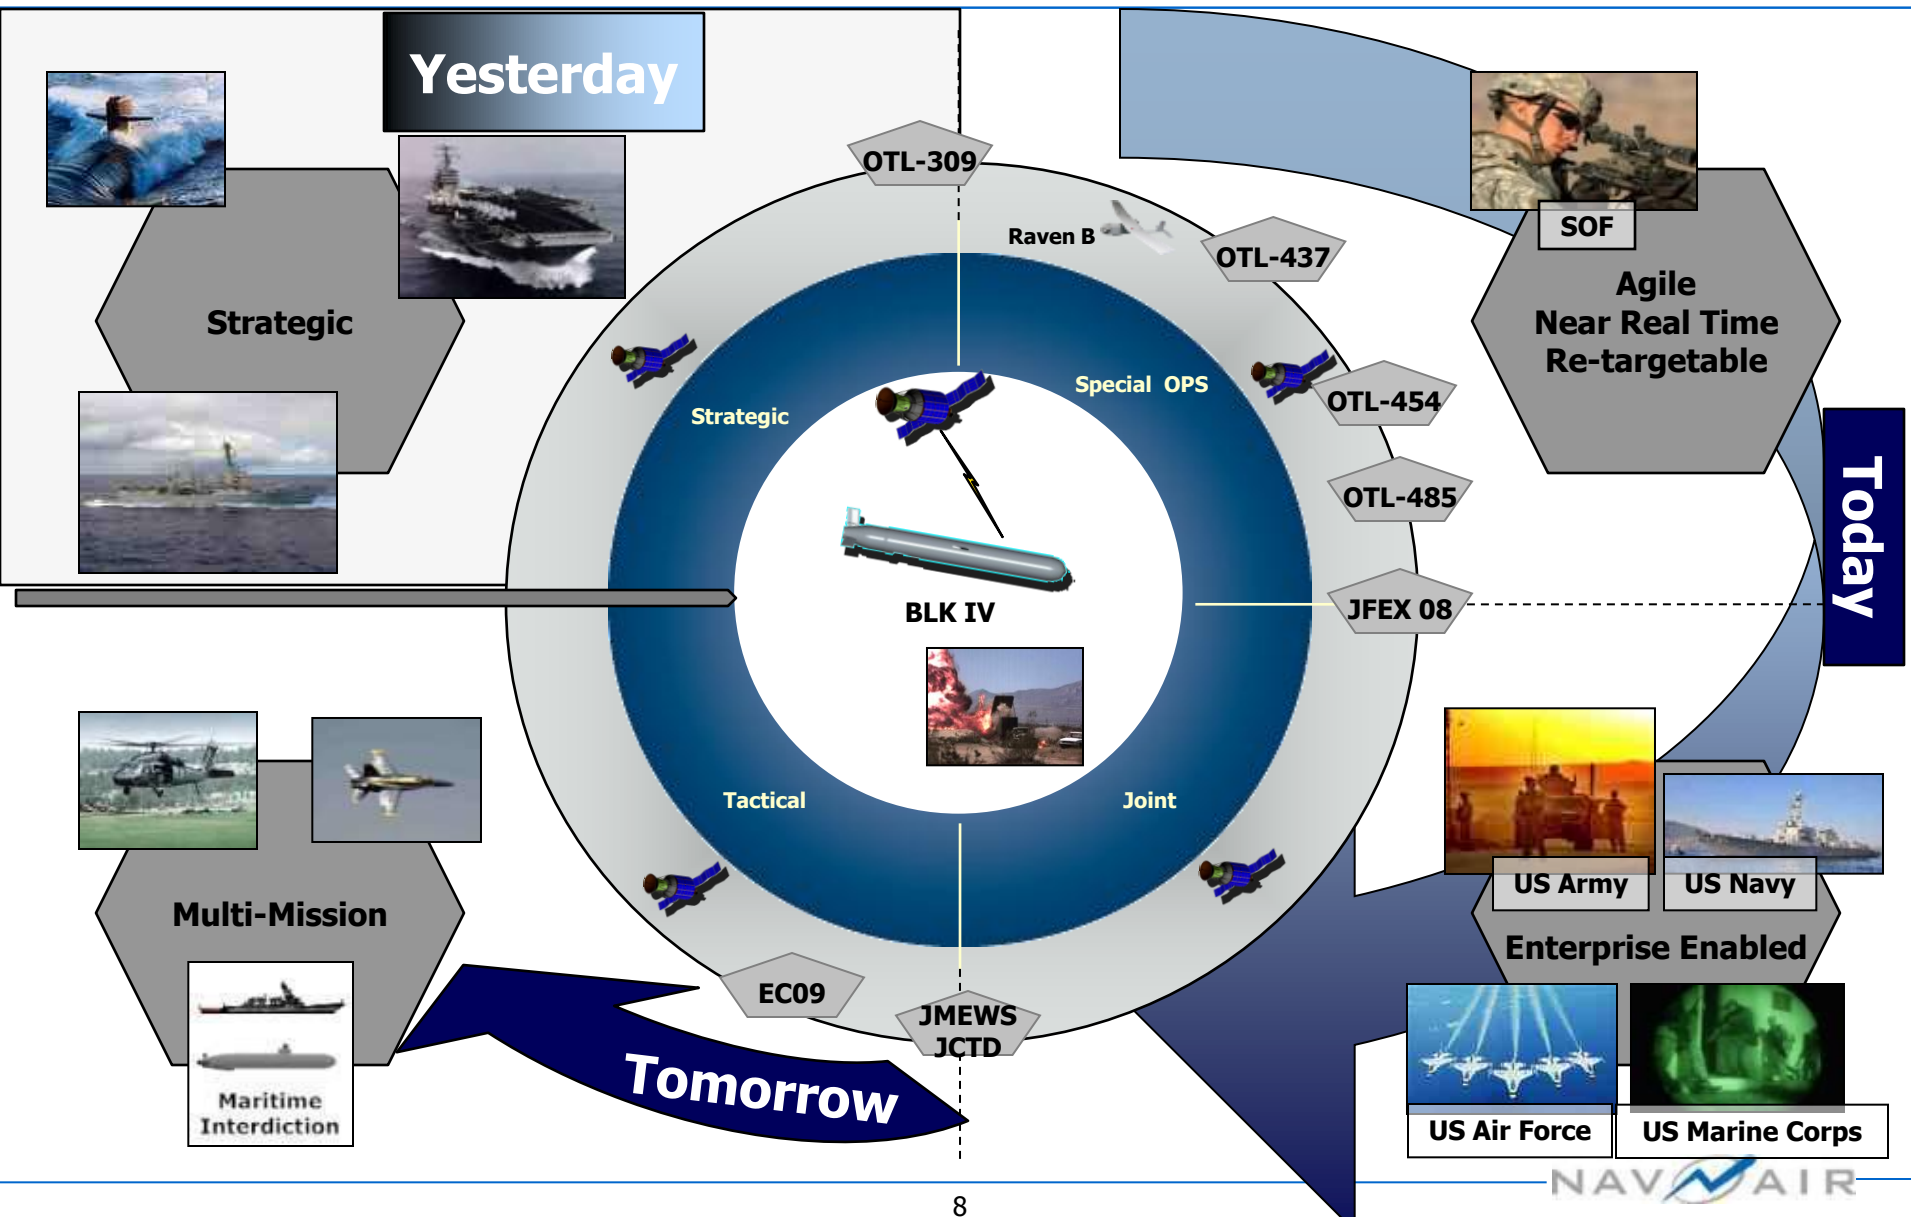 Yesterday
OTL-309
SOF
Raven B
OTL-437
Strategic
Agile
Near Real Time
Re-targetable
Special OPS
Strategic
OTL-454
OTL-485
Today
BLK IV
JFEX 08
Tactical
Joint
US Army
US Navy
Multi-Mission
Enterprise Enabled
EC09
JMEWS
JCTD
Tomorrow
Maritime
Interdiction
US Air Force
US Marine Corps
NAVAIR
8